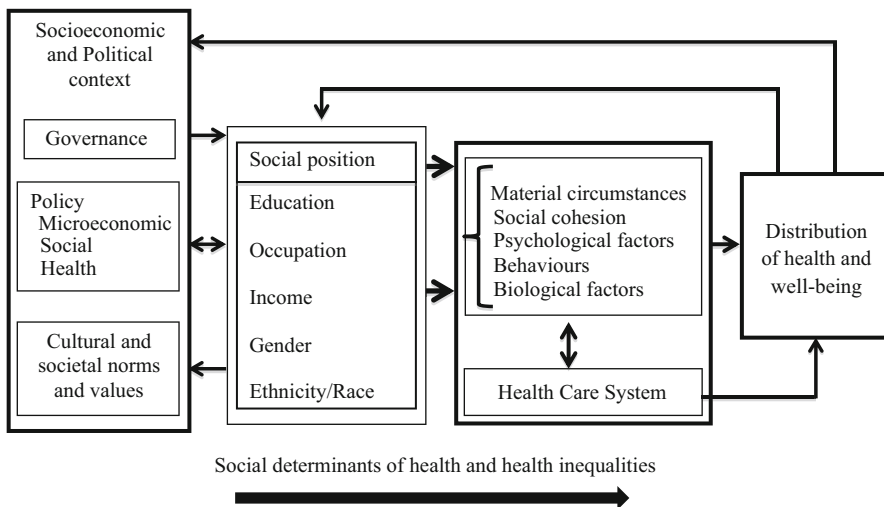 Socioeconomic
and Political
context
Governance
Policy
Microeconomic
Social
Health
Cultural and
societal norms
and values
Social position
Education
Occupation
Income
Gender
Ethnicity/Race
Material circumstances
Social cohesion
Psychological factors
Behaviours
Biological factors
Health Care System
Distribution
of health and
well-being
Social determinants of health and health inequalities